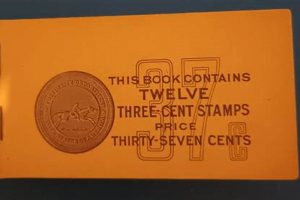 37¢
THIS BOOK CONTAINS
TWELVE
THREE-CENT STAMPS
PRICE
THIRTY-SEVEN CENTS